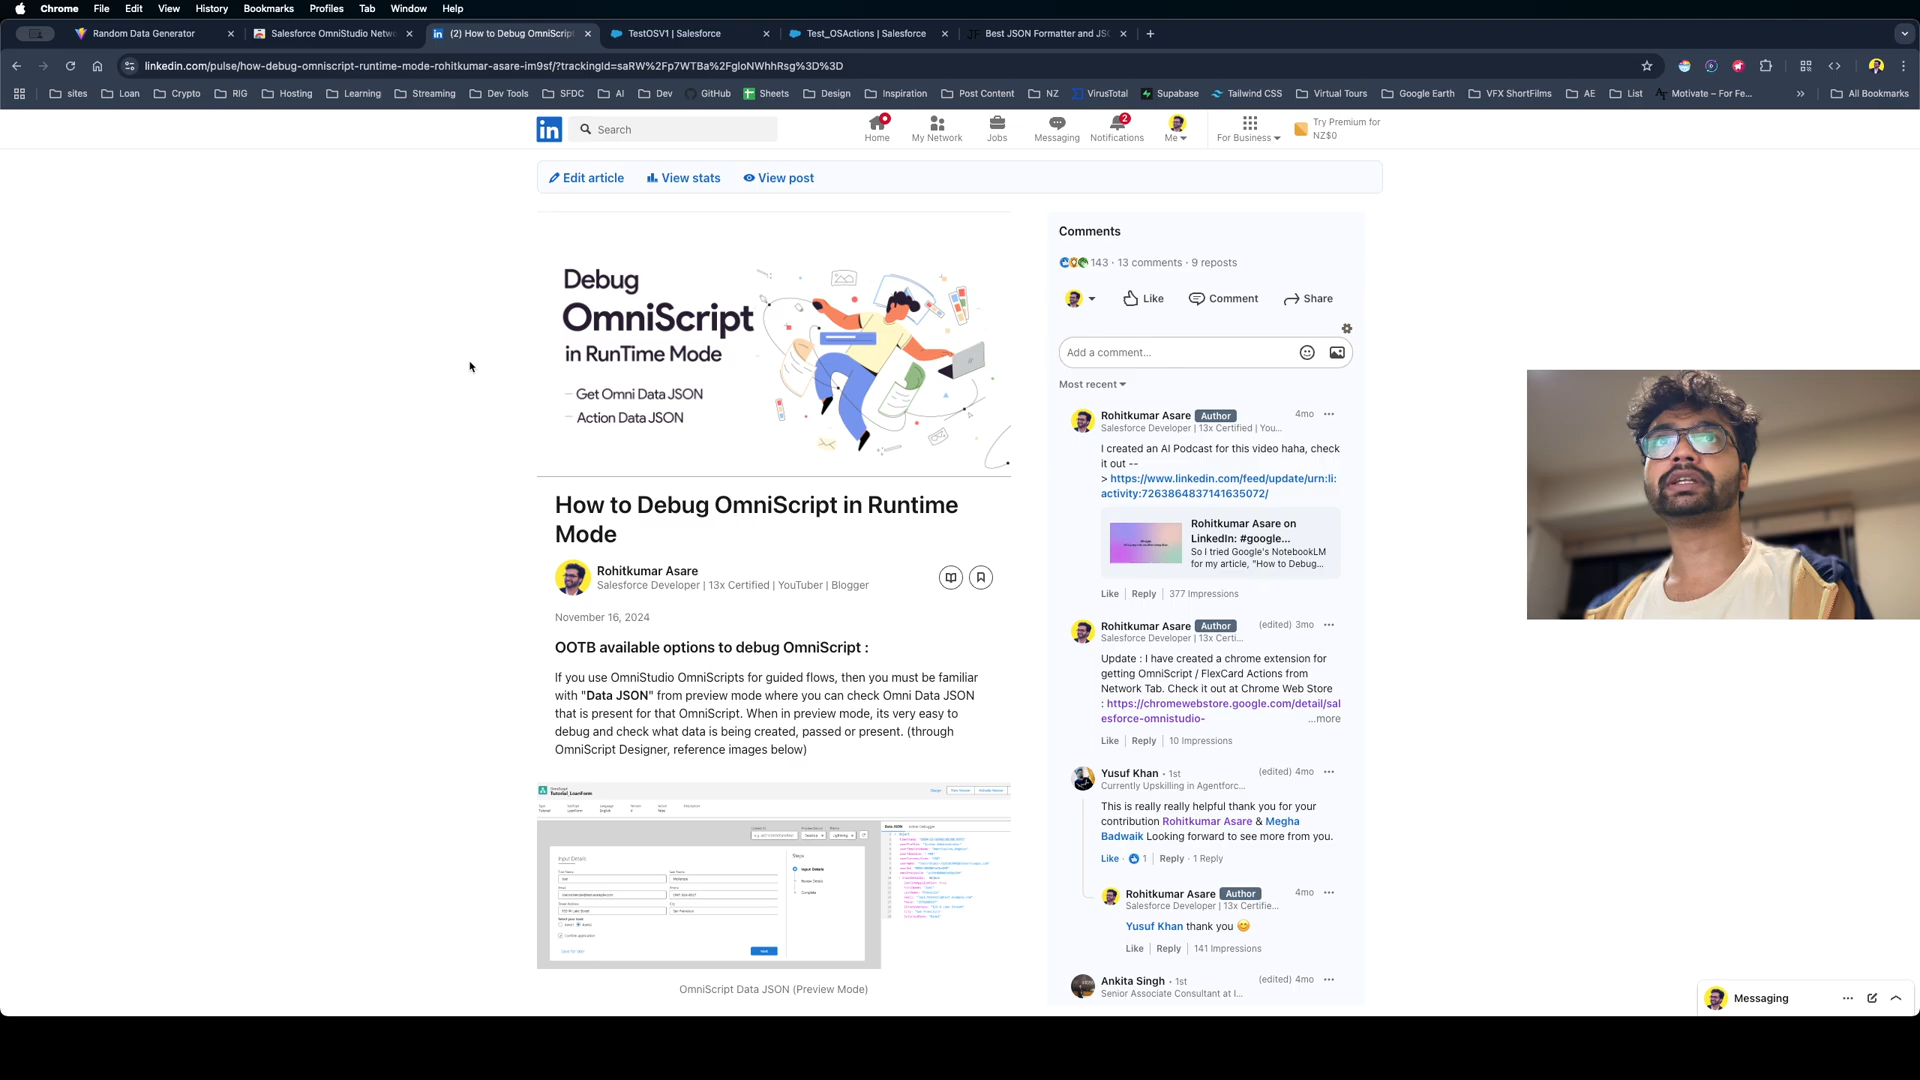 Chrome File Edit View History Bookmarks Profiles Tab Window Help
Random Data Generator
Salesforce OmniStudio Netwo
(2) How to Debug OmniScript
TestOSV1 | Salesforce
Test_OSActions | Salesforce
Best JSON Formatter and JSO
linkedin.com/pulse/how-debug-omniscript-runtime-mode-rohitkumar-asare-im9sf/?trackingId=saRW%2Fp7WTBa%2FgloNWhhRsg%3D%3D
sites Loan Crypto RIG Hosting Learning Streaming Dev Tools SFDC AI Dev GitHub Sheets Design Inspiration Post Content NZ VirusTotal Supabase Tailwind CSS Virtual Tours Google Earth VFX ShortFilms AE List Motivate – For Fe... All Bookmarks
in Search
Home My Network Jobs Messaging 2 Notifications Me For Business Try Premium for
NZ$0
Edit article View stats View post
Debug
OmniScript
in RunTime Mode
– Get Omni Data JSON
– Action Data JSON
How to Debug OmniScript in Runtime
Mode
Rohitkumar Asare
Salesforce Developer | 13x Certified | YouTuber | Blogger
November 16, 2024
OOTB available options to debug OmniScript :
If you use OmniStudio OmniScripts for guided flows, then you must be familiar
with "Data JSON" from preview mode where you can check Omni Data JSON
that is present for that OmniScript. When in preview mode, its very easy to
debug and check what data is being created, passed or present. (through
OmniScript Designer, reference images below)
Tutorial_LoanForm
Input Details
OmniScript Data JSON (Preview Mode)
Comments
143 · 13 comments · 9 reposts
Like Comment Share
Add a comment...
Most recent
Rohitkumar Asare Author 4mo
Salesforce Developer | 13x Certified | You...
I created an AI Podcast for this video haha, check
it out --
> https://www.linkedin.com/feed/update/urn:li:
activity:7263864837141635072/
Rohitkumar Asare on
LinkedIn: #google...
So I tried Google's NotebookLM
for my article, "How to Debug...
Like | Reply | 377 Impressions
Rohitkumar Asare Author (edited) 3mo
Salesforce Developer | 13x Certi...
Update : I have created a chrome extension for
getting OmniScript / FlexCard Actions from
Network Tab. Check it out at Chrome Web Store
: https://chromewebstore.google.com/detail/sal
esforce-omnistudio- ...more
Like | Reply | 10 Impressions
Yusuf Khan · 1st (edited) 4mo
Currently Upskilling in Agentforc...
This is really really helpful thank you for your
contribution Rohitkumar Asare & Megha
Badwaik Looking forward to see more from you.
Like · 1 | Reply · 1 Reply
Rohitkumar Asare Author 4mo
Salesforce Developer | 13x Certifie...
Yusuf Khan thank you 😊
Like | Reply | 141 Impressions
Ankita Singh · 1st (edited) 4mo
Senior Associate Consultant at I...
Messaging